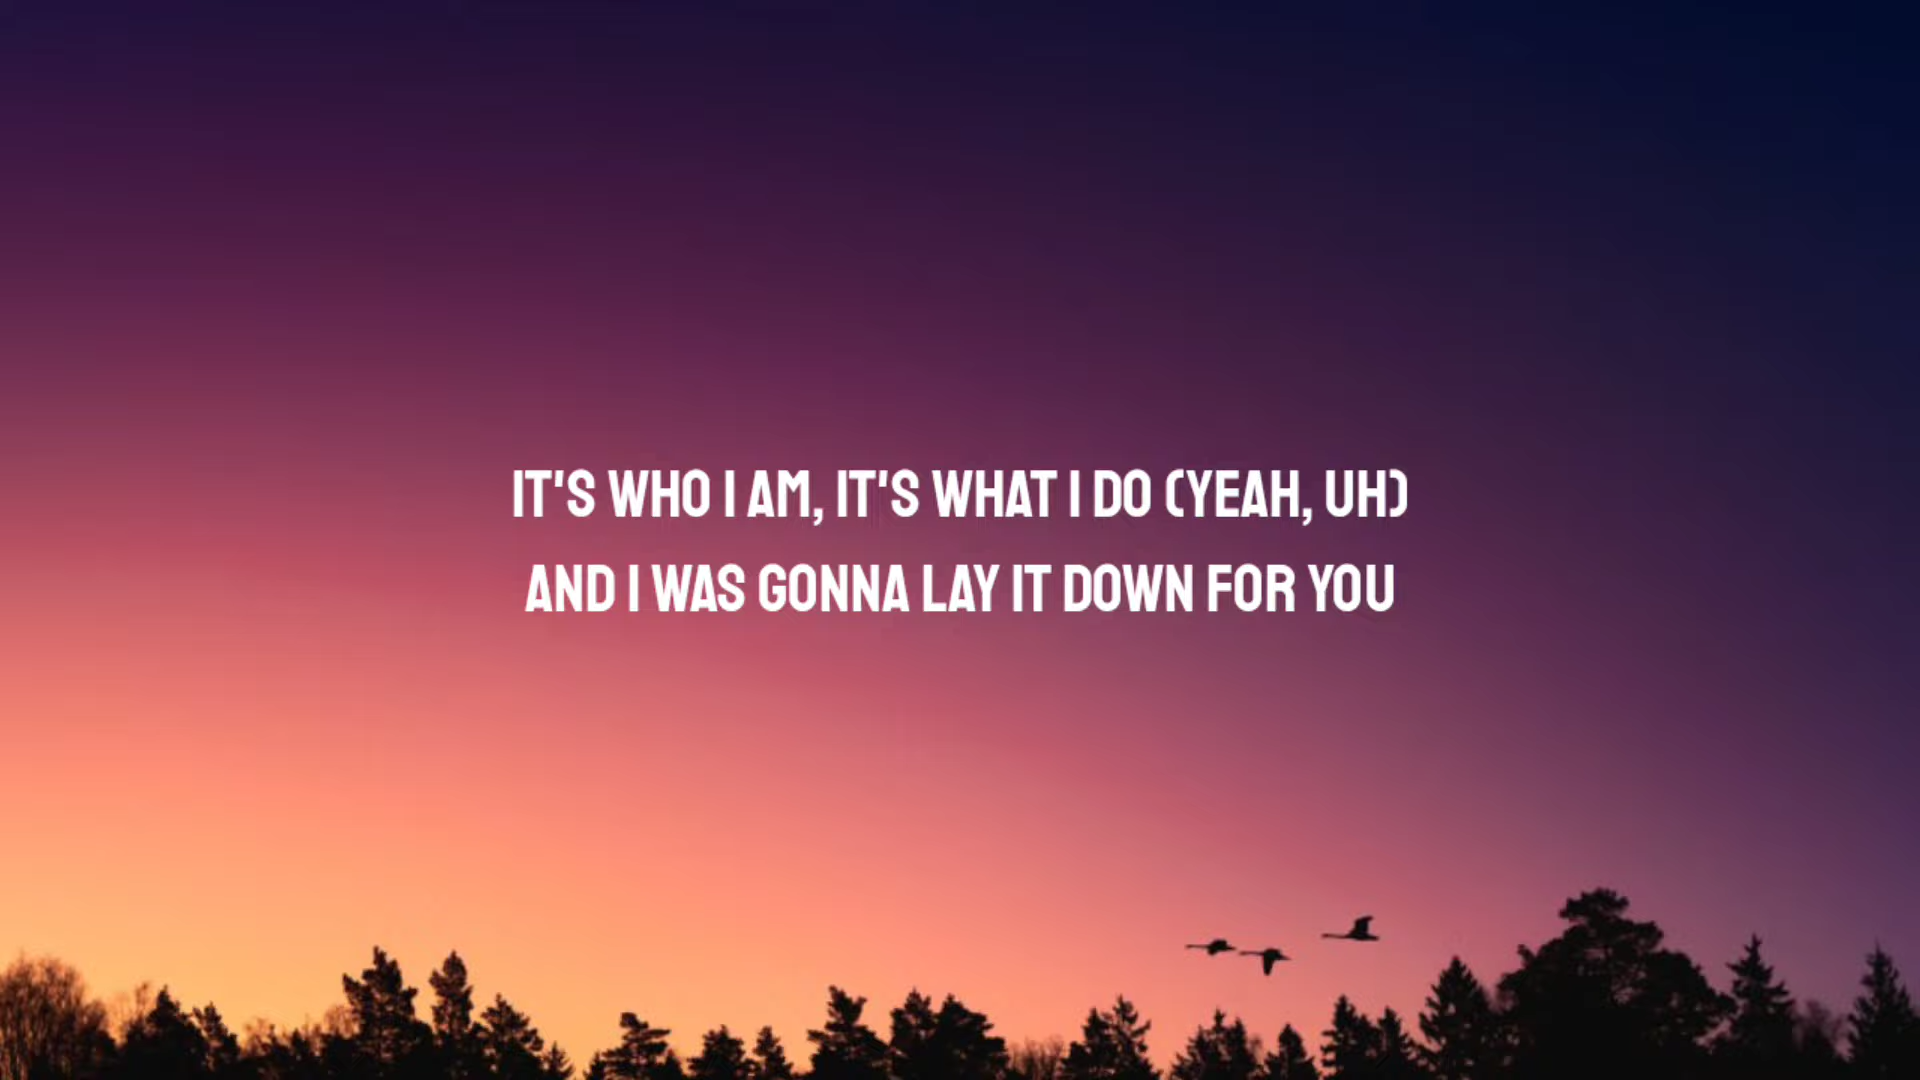 IT'S WHO I AM, IT'S WHAT I DO (YEAH, UH)
AND I WAS GONNA LAY IT DOWN FOR YOU